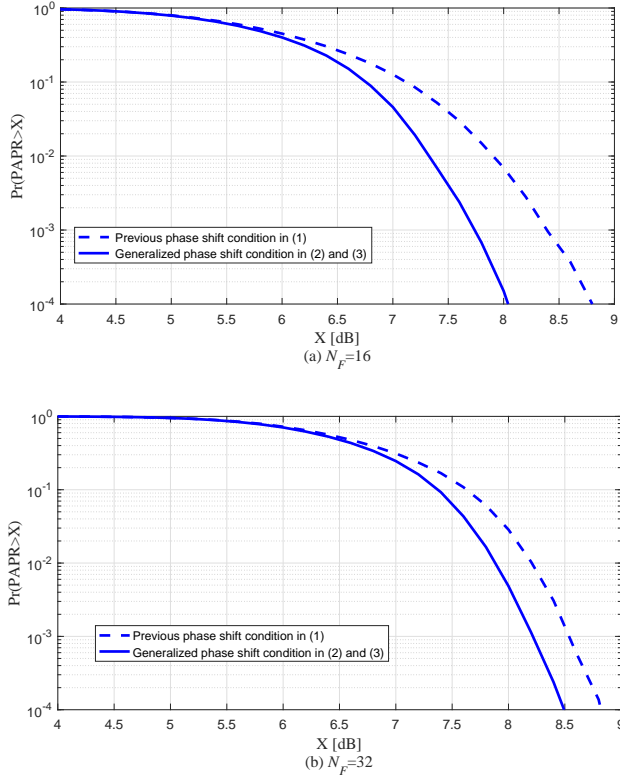 10^0
10^-1
10^-2
10^-3
10^-4
Pr(PAPR>X)
Previous phase shift condition in (1)
Generalized phase shift condition in (2) and (3)
4 4.5 5 5.5 6 6.5 7 7.5 8 8.5 9
X [dB]
(a) N_F=16
10^0
10^-1
10^-2
10^-3
10^-4
Pr(PAPR>X)
Previous phase shift condition in (1)
Generalized phase shift condition in (2) and (3)
4 4.5 5 5.5 6 6.5 7 7.5 8 8.5 9
X [dB]
(b) N_F=32